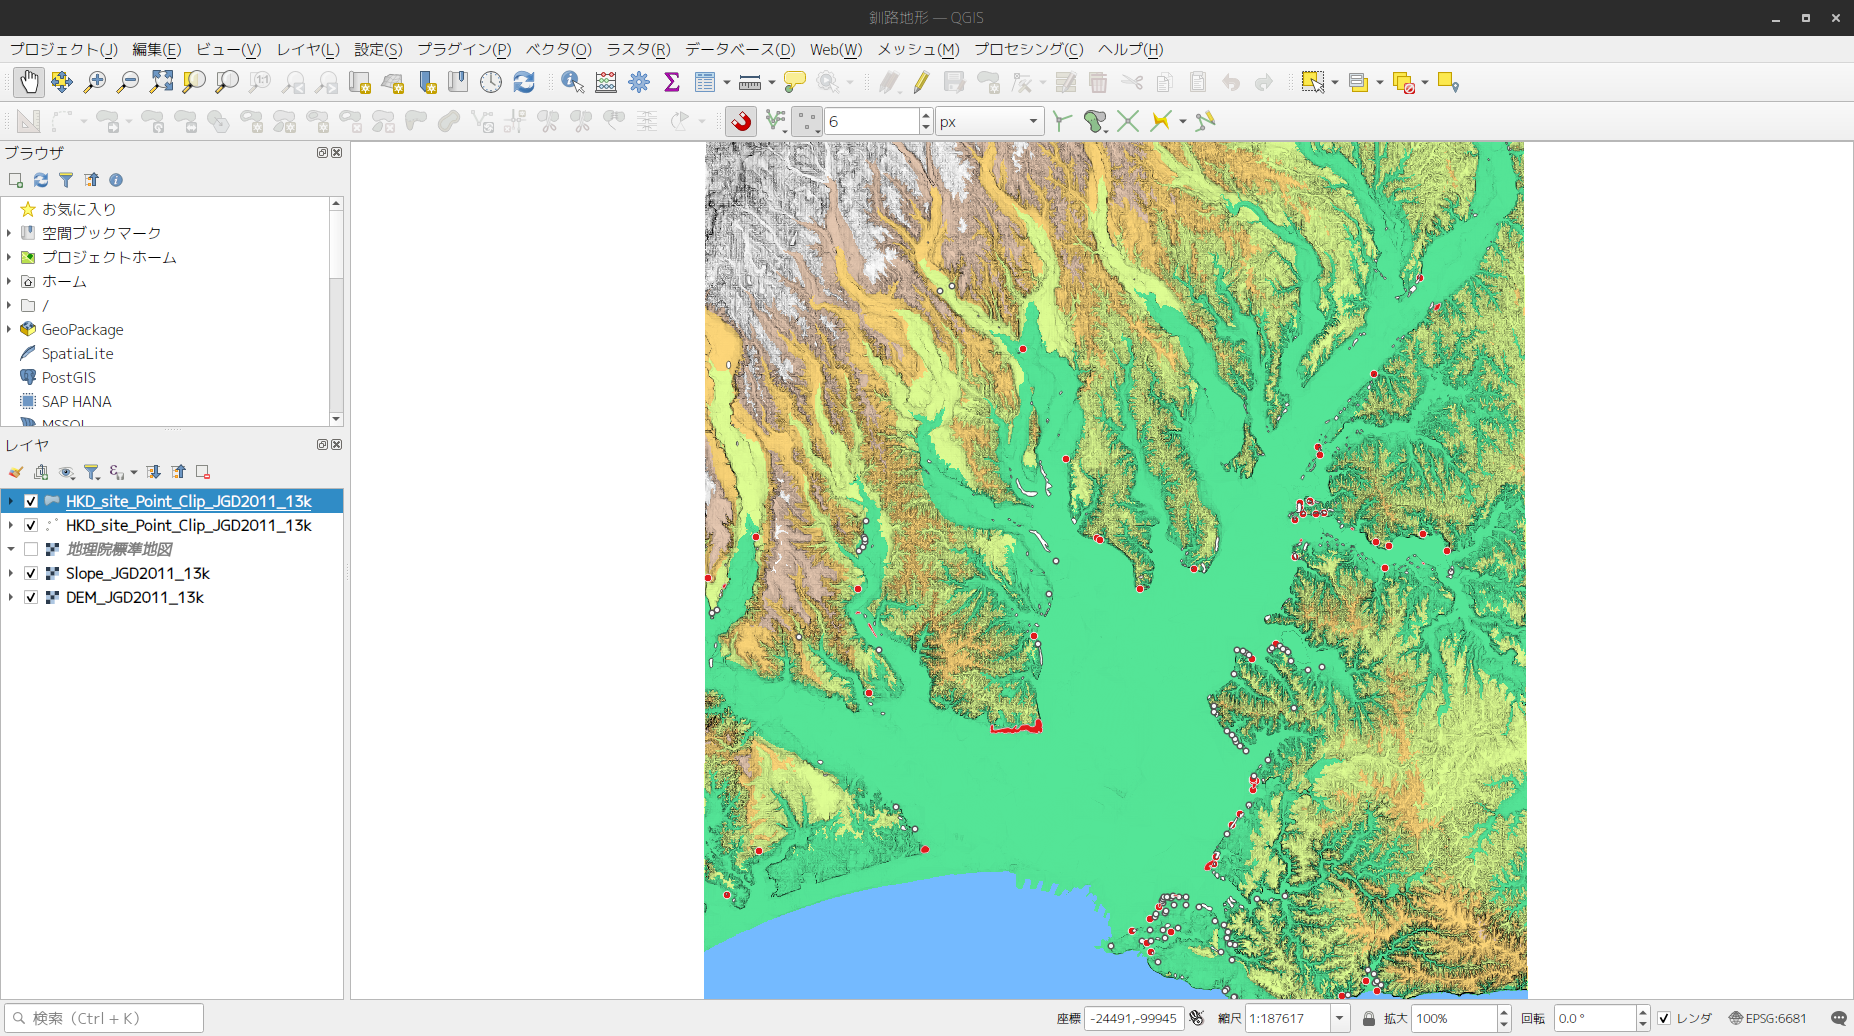 釧路地形 — QGIS
プロジェクト(J) 編集(E) ビュー(V) レイヤ(L) 設定(S) プラグイン(P) ベクタ(O) ラスタ(R) データベース(D) Web(W) メッシュ(M) プロセシング(C) ヘルプ(H)
6 px
ブラウザ
お気に入り
空間ブックマーク
プロジェクトホーム
ホーム
/
GeoPackage
SpatiaLite
PostGIS
SAP HANA
MSSQL
レイヤ
HKD_site_Point_Clip_JGD2011_13k
HKD_site_Point_Clip_JGD2011_13k
地理院標準地図
Slope_JGD2011_13k
DEM_JGD2011_13k
検索 (Ctrl + K) 座標 -24491,-99945 縮尺 1:187617 拡大 100% 回転 0.0 ° レンダ EPSG:6681